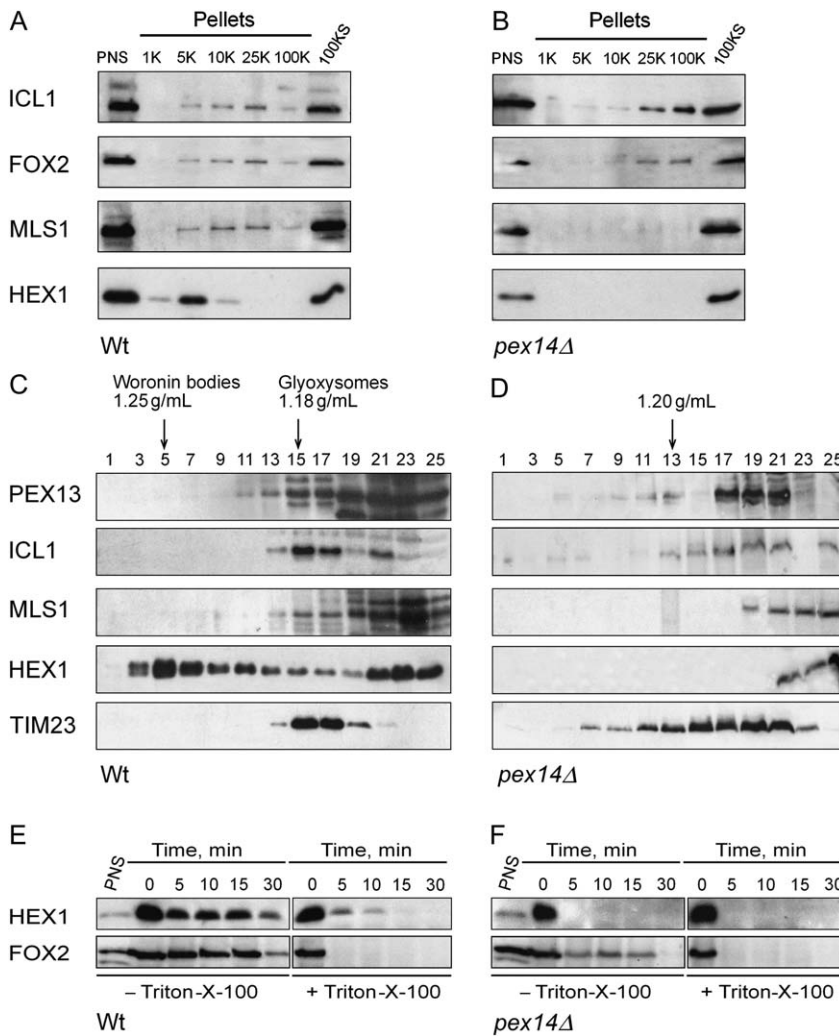 A
Pellets
PNS 1K 5K 10K 25K 100K 100KS
ICL1
FOX2
MLS1
HEX1
Wt
B
Pellets
PNS 1K 5K 10K 25K 100K 100KS
pex14Δ
C
Woronin bodies
1.25 g/mL
Glyoxysomes
1.18 g/mL
1 3 5 7 9 11 13 15 17 19 21 23 25
PEX13
ICL1
MLS1
HEX1
TIM23
Wt
D
1.20 g/mL
1 3 5 7 9 11 13 15 17 19 21 23 25
pex14Δ
E
Time, min Time, min
PNS 0 5 10 15 30 0 5 10 15 30
HEX1
FOX2
– Triton-X-100 + Triton-X-100
Wt
F
Time, min Time, min
PNS 0 5 10 15 30 0 5 10 15 30
– Triton-X-100 + Triton-X-100
pex14Δ